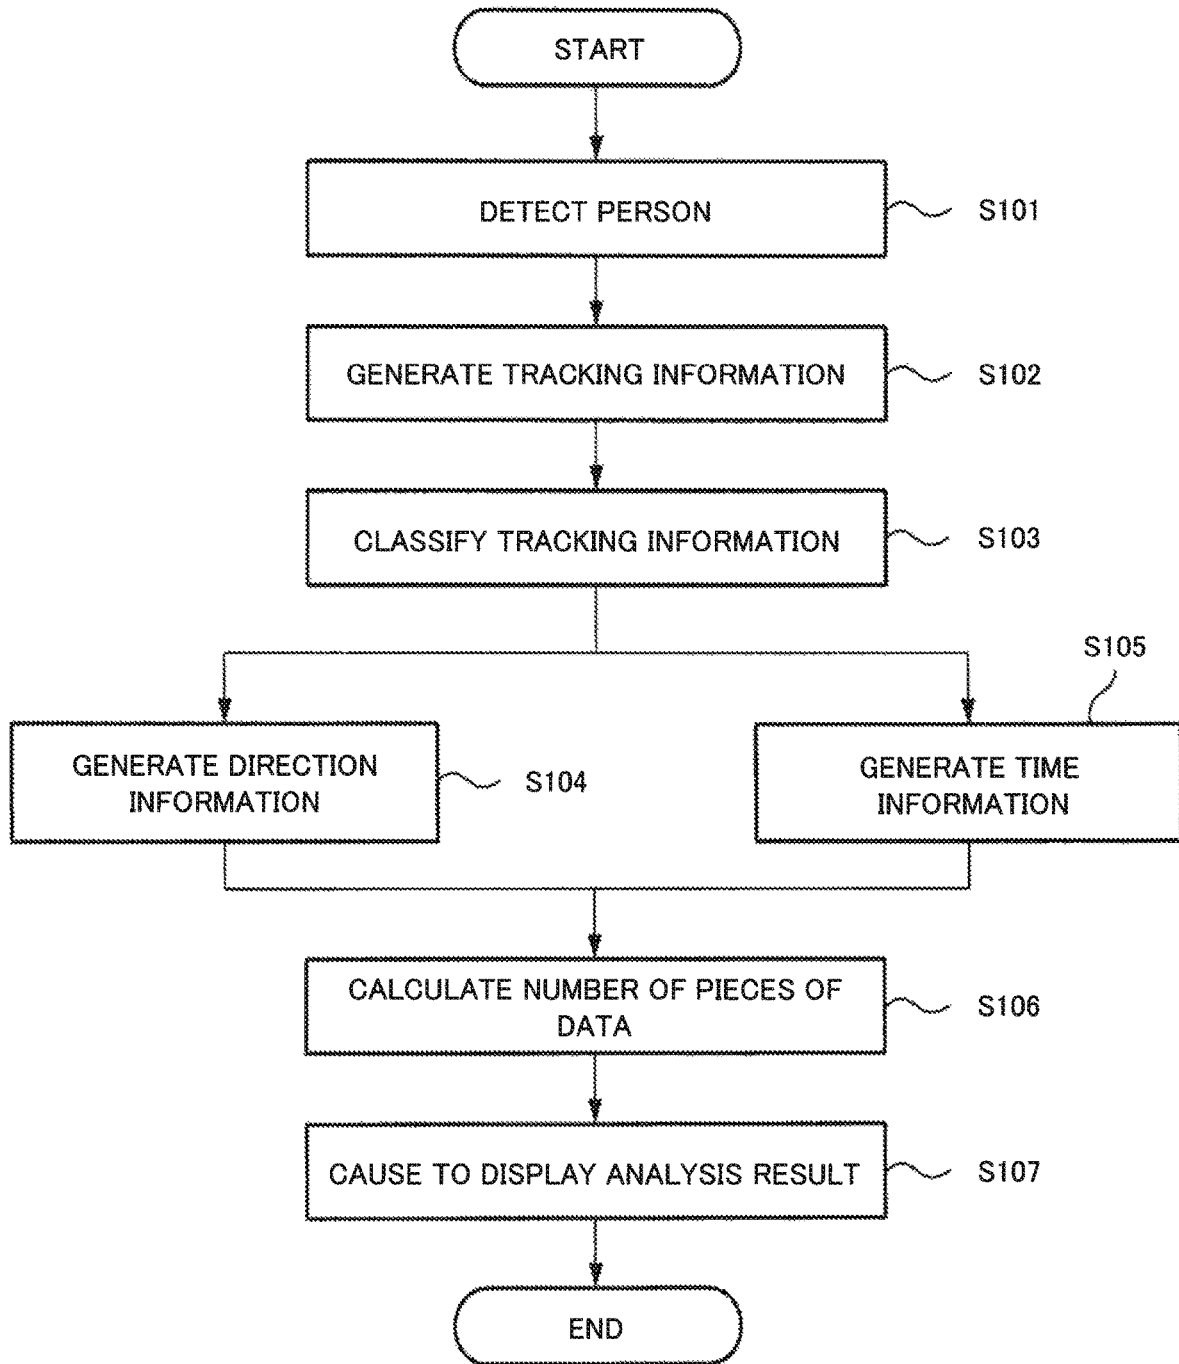 START
DETECT PERSON
S101
GENERATE TRACKING INFORMATION
S102
CLASSIFY TRACKING INFORMATION
S103
GENERATE DIRECTION
INFORMATION
S104
S105
GENERATE TIME
INFORMATION
CALCULATE NUMBER OF PIECES OF
DATA
S106
CAUSE TO DISPLAY ANALYSIS RESULT
S107
END